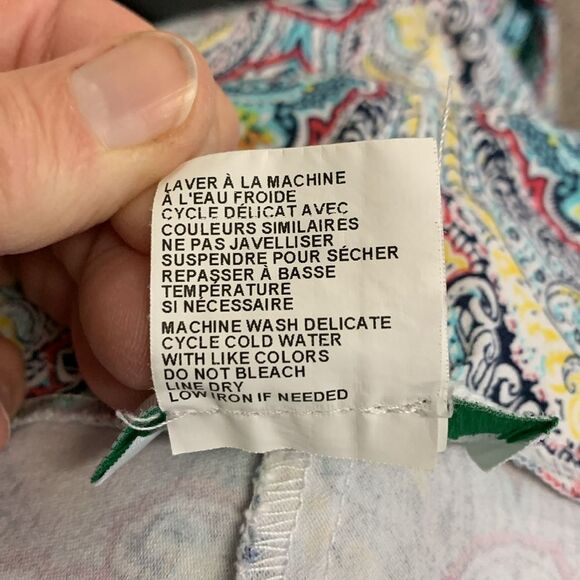 LAVER À LA MACHINE
À L'EAU FROIDE
CYCLE DÉLICAT AVEC
COULEURS SIMILAIRES
NE PAS JAVELLISER
SUSPENDRE POUR SÉCHER
REPASSER À BASSE
TEMPÉRATURE
SI NÉCESSAIRE
MACHINE WASH DELICATE
CYCLE COLD WATER
WITH LIKE COLORS
DO NOT BLEACH
LINE DRY
LOW IRON IF NEEDED